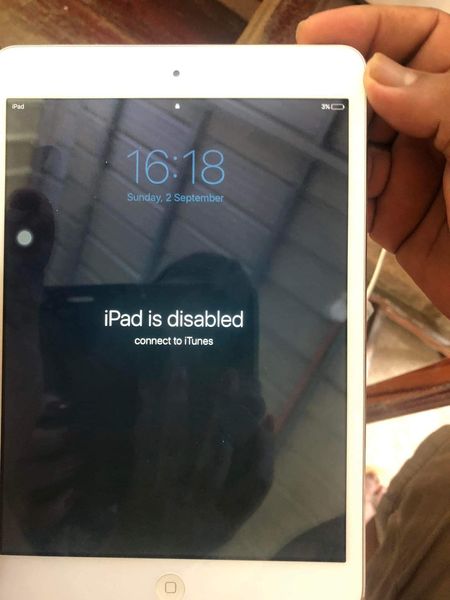 iPad 3%
16:18
Sunday, 2 September
iPad is disabled
connect to iTunes